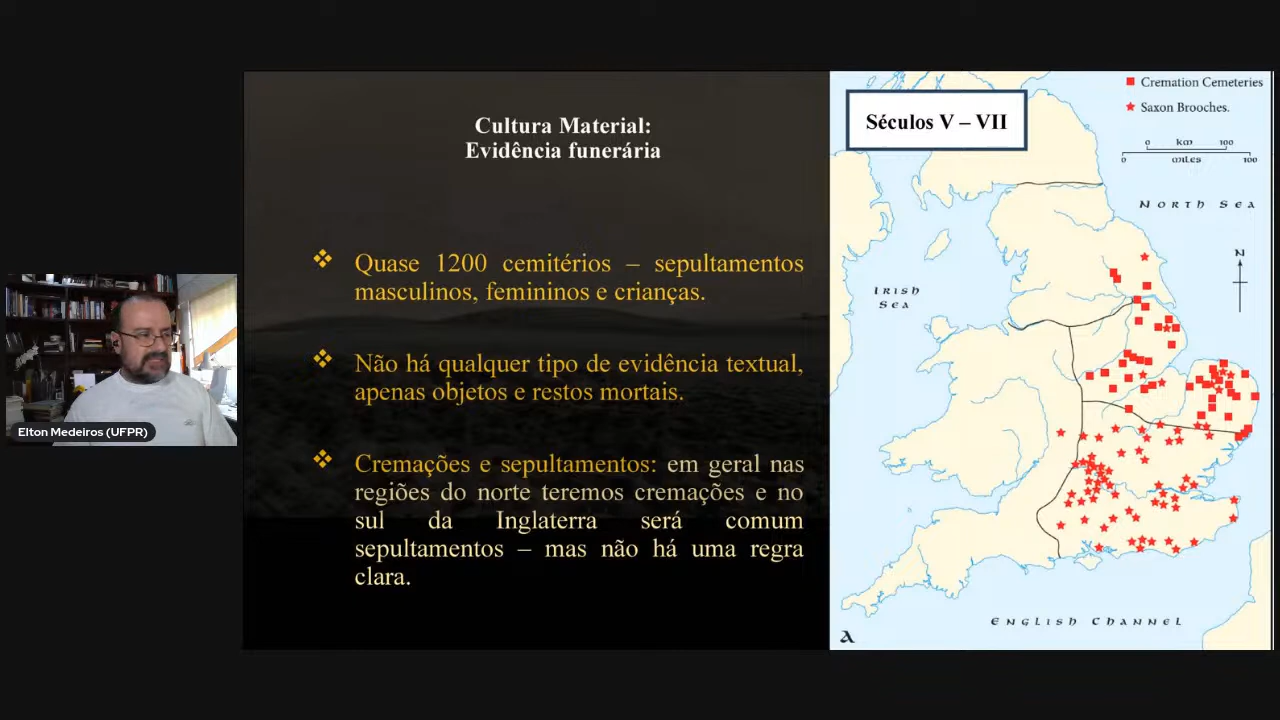 Cultura Material:
Evidência funerária
Quase 1200 cemitérios – sepultamentos
masculinos, femininos e crianças.
Não há qualquer tipo de evidência textual,
apenas objetos e restos mortais.
Cremações e sepultamentos: em geral nas
regiões do norte teremos cremações e no
sul da Inglaterra será comum
sepultamentos – mas não há uma regra
clara.
Elton Medeiros (UFPR)
Séculos V – VII
Cremation Cemeteries
Saxon Brooches.
0 km 100
0 miles 100
North Sea
N
Irish
Sea
English Channel
A